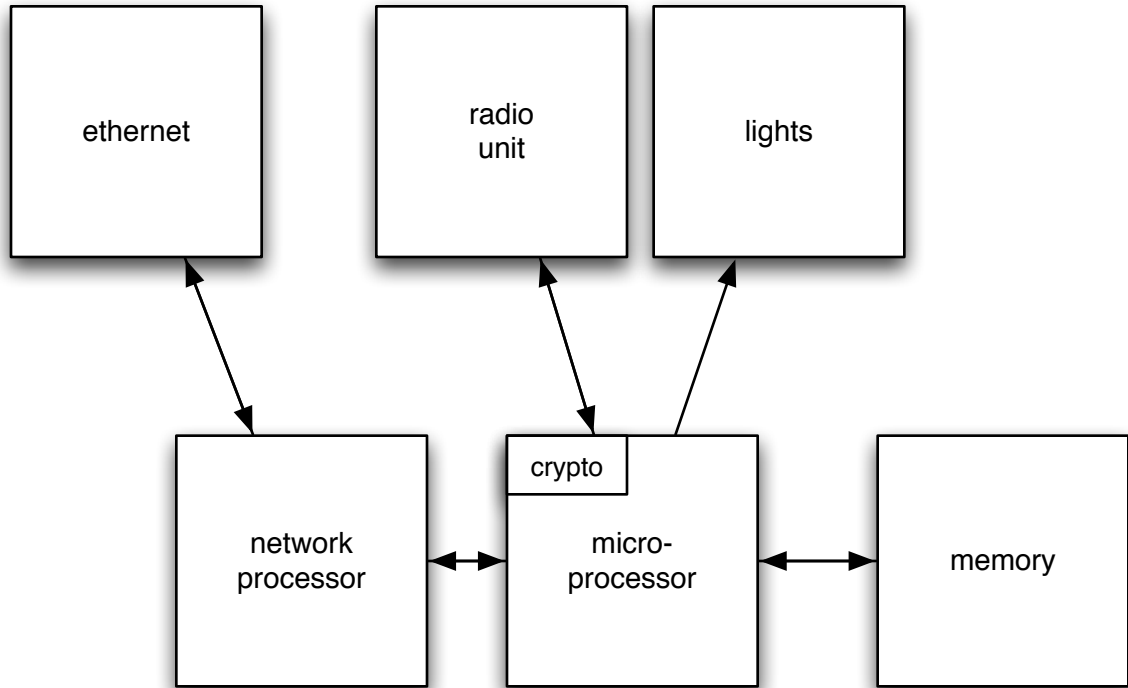 ethernet
radio
unit
lights
crypto
network
processor
micro-
processor
memory